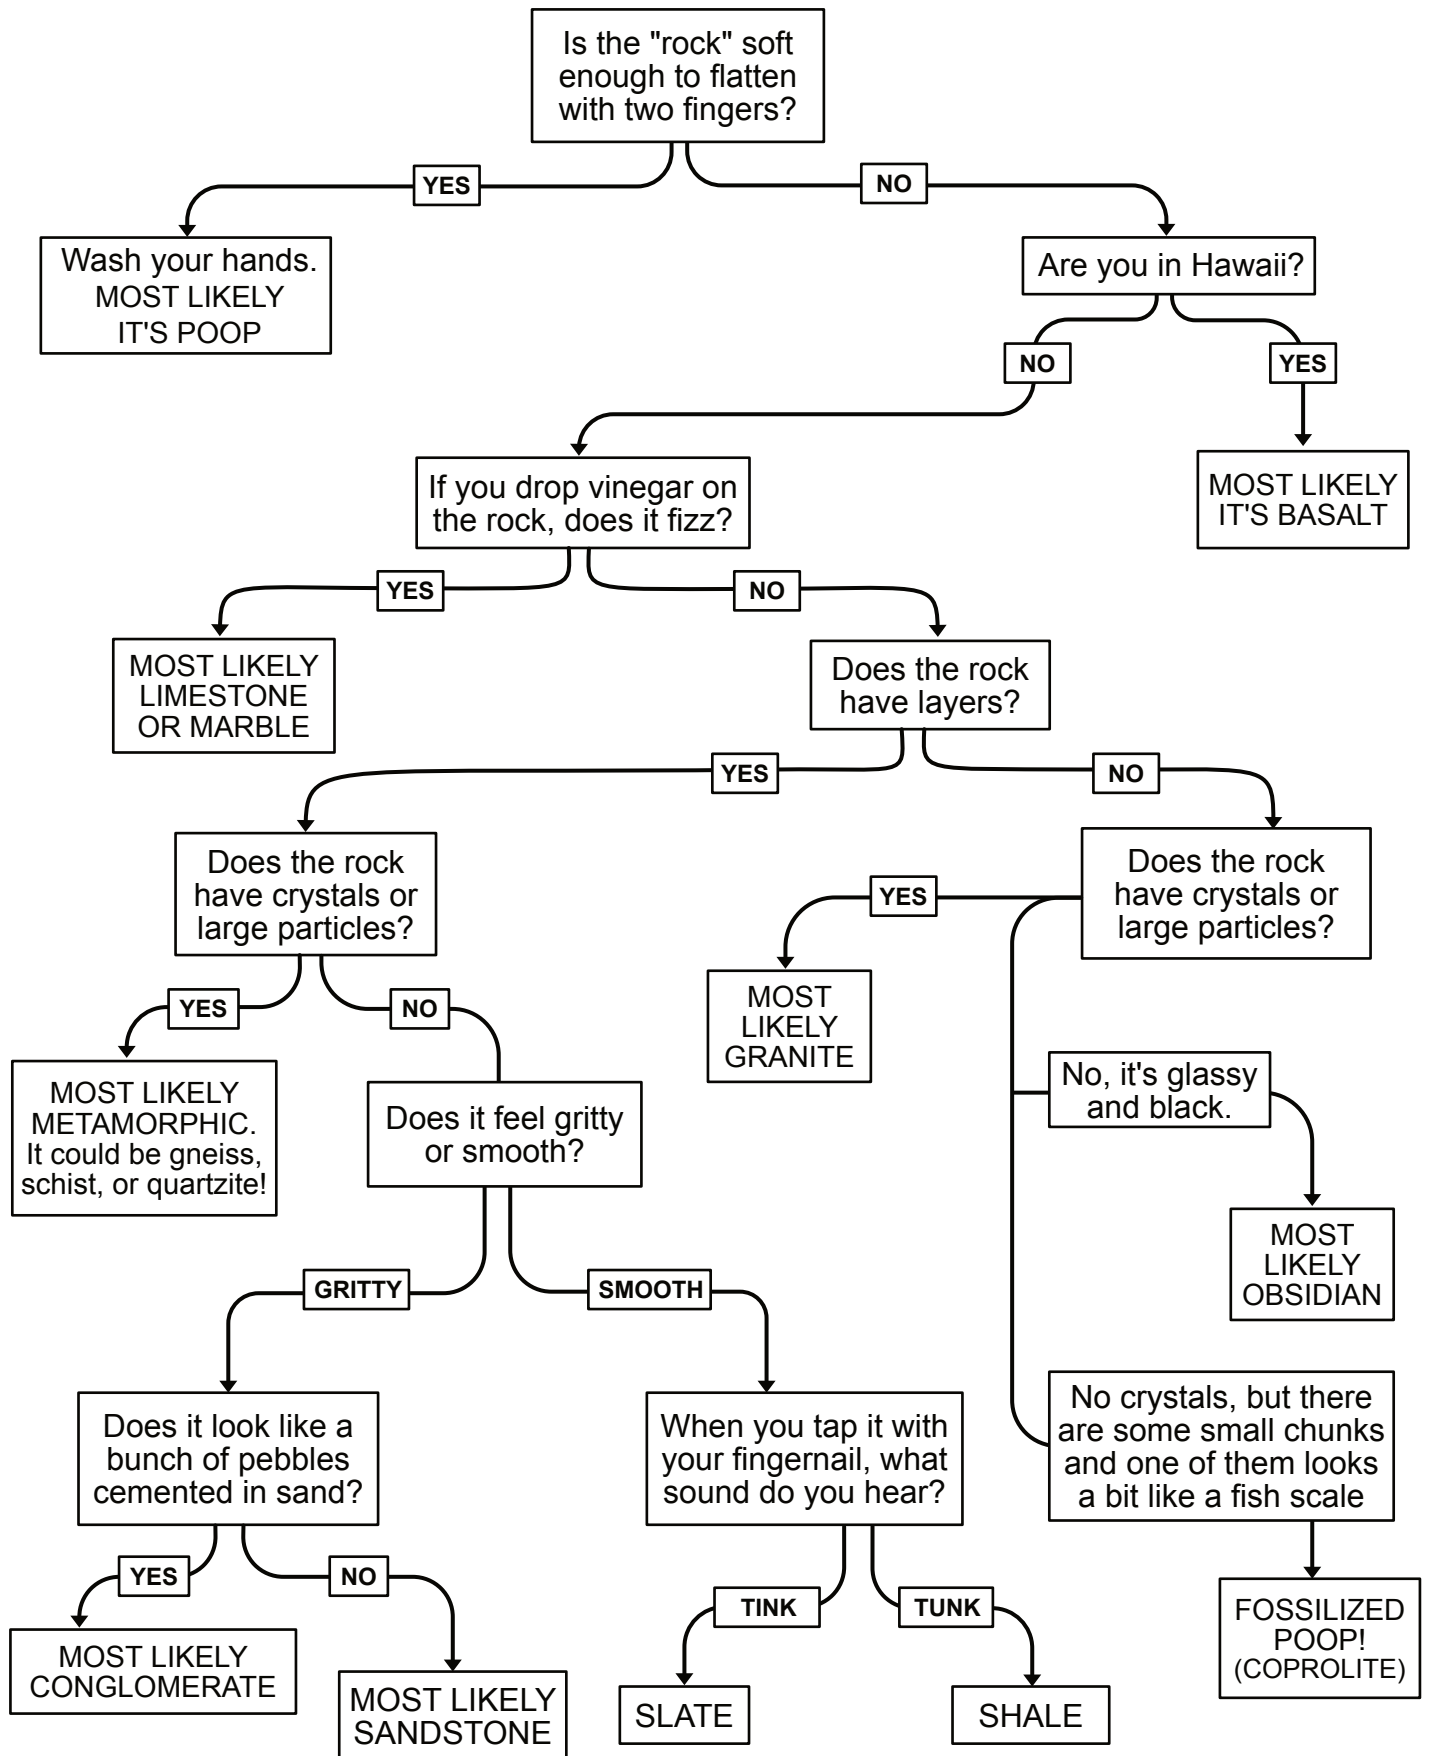 Is the "rock" soft
enough to flatten
with two fingers?
YES
NO
Wash your hands.
MOST LIKELY
IT'S POOP
Are you in Hawaii?
NO
YES
If you drop vinegar on
the rock, does it fizz?
MOST LIKELY
IT'S BASALT
YES
NO
MOST LIKELY
LIMESTONE
OR MARBLE
Does the rock
have layers?
YES
NO
Does the rock
have crystals or
large particles?
Does the rock
have crystals or
large particles?
YES
YES
NO
MOST
LIKELY
GRANITE
MOST LIKELY
METAMORPHIC.
It could be gneiss,
schist, or quartzite!
Does it feel gritty
or smooth?
No, it's glassy
and black.
MOST
LIKELY
OBSIDIAN
GRITTY
SMOOTH
Does it look like a
bunch of pebbles
cemented in sand?
When you tap it with
your fingernail, what
sound do you hear?
No crystals, but there
are some small chunks
and one of them looks
a bit like a fish scale
YES
NO
TINK
TUNK
MOST LIKELY
CONGLOMERATE
MOST LIKELY
SANDSTONE
SLATE
SHALE
FOSSILIZED
POOP!
(COPROLITE)